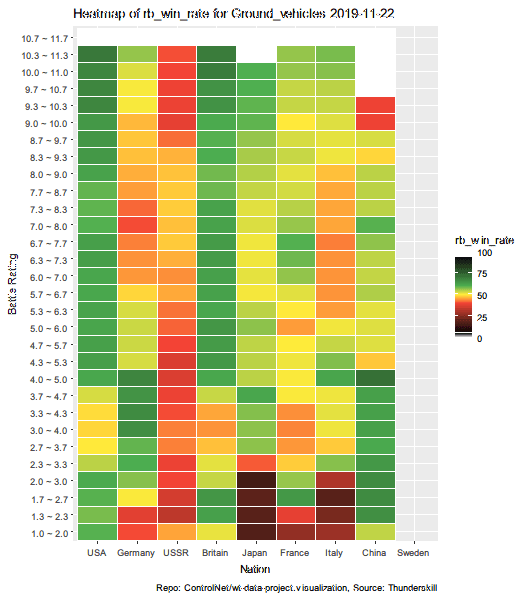 Heatmap of rb_win_rate for Ground_vehicles 2019-11-22
10.7 ~ 11.7
10.3 ~ 11.3
10.0 ~ 11.0
9.7 ~ 10.7
9.3 ~ 10.3
9.0 ~ 10.0
8.7 ~ 9.7
8.3 ~ 9.3
8.0 ~ 9.0
7.7 ~ 8.7
7.3 ~ 8.3
7.0 ~ 8.0
6.7 ~ 7.7
6.3 ~ 7.3
6.0 ~ 7.0
5.7 ~ 6.7
5.3 ~ 6.3
5.0 ~ 6.0
4.7 ~ 5.7
4.3 ~ 5.3
4.0 ~ 5.0
3.7 ~ 4.7
3.3 ~ 4.3
3.0 ~ 4.0
2.7 ~ 3.7
2.3 ~ 3.3
2.0 ~ 3.0
1.7 ~ 2.7
1.3 ~ 2.3
1.0 ~ 2.0
Battle Rating
USA Germany USSR Britain Japan France Italy China Sweden
Nation
rb_win_rate
100
75
50
25
0
Repo: ControlNet/wt-data-project.visualization, Source: Thunderskill